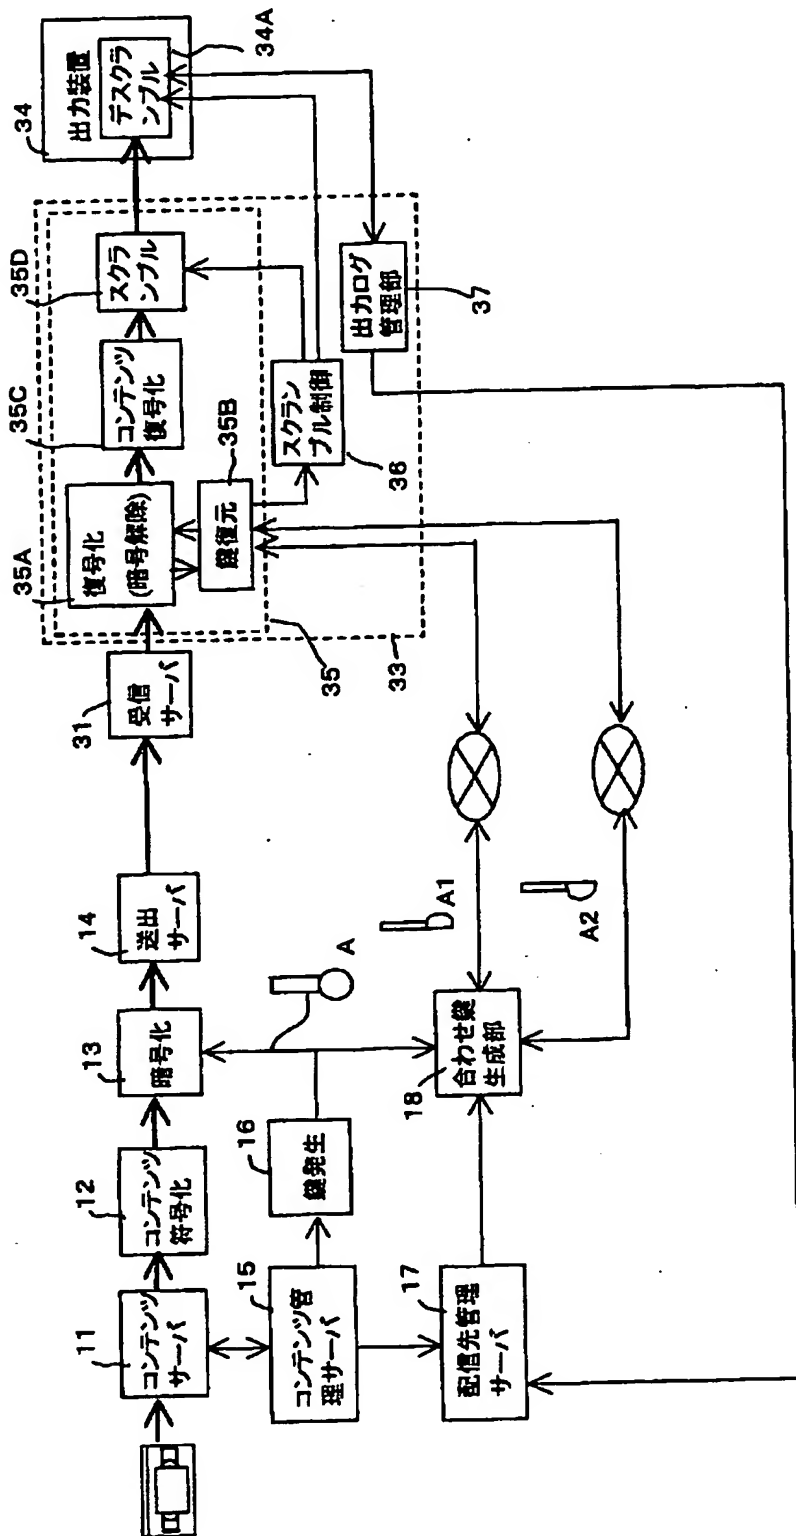 11
コンテンツ
サーバ
12
コンテンツ
符号化
13
暗号化
14
送出
サーバ
31
受信
サーバ
35A
復号化
(暗号解除)
35B
鍵復元
35C
コンテンツ
復号化
35D
スクラ
ンブル
34
出力装置
デスクラ
ンブル
34A
35
33
スクラン
ブル制御
36
出力ログ
管理部
37
15
コンテンツ管
理サーバ
16
鍵発生
A
17
配信先管理
サーバ
18
合わせ鍵
生成部
A1
A2